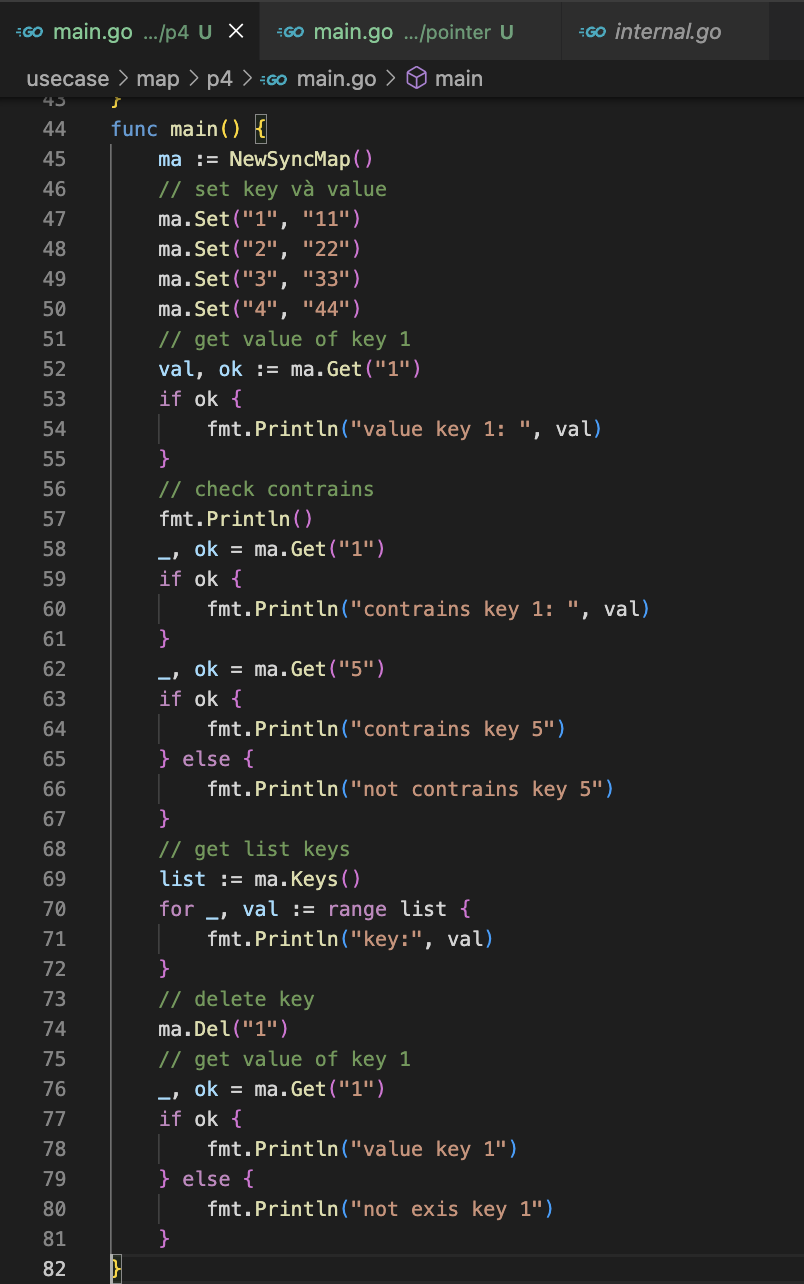 GO main.go .../p4 U × GO main.go .../pointer U GO internal.go
usecase > map > p4 > GO main.go > main
43 }
44 func main() {
45 ma := NewSyncMap()
46 // set key và value
47 ma.Set("1", "11")
48 ma.Set("2", "22")
49 ma.Set("3", "33")
50 ma.Set("4", "44")
51 // get value of key 1
52 val, ok := ma.Get("1")
53 if ok {
54 fmt.Println("value key 1: ", val)
55 }
56 // check contrains
57 fmt.Println()
58 _, ok = ma.Get("1")
59 if ok {
60 fmt.Println("contrains key 1: ", val)
61 }
62 _, ok = ma.Get("5")
63 if ok {
64 fmt.Println("contrains key 5")
65 } else {
66 fmt.Println("not contrains key 5")
67 }
68 // get list keys
69 list := ma.Keys()
70 for _, val := range list {
71 fmt.Println("key:", val)
72 }
73 // delete key
74 ma.Del("1")
75 // get value of key 1
76 _, ok = ma.Get("1")
77 if ok {
78 fmt.Println("value key 1")
79 } else {
80 fmt.Println("not exis key 1")
81 }
82 }